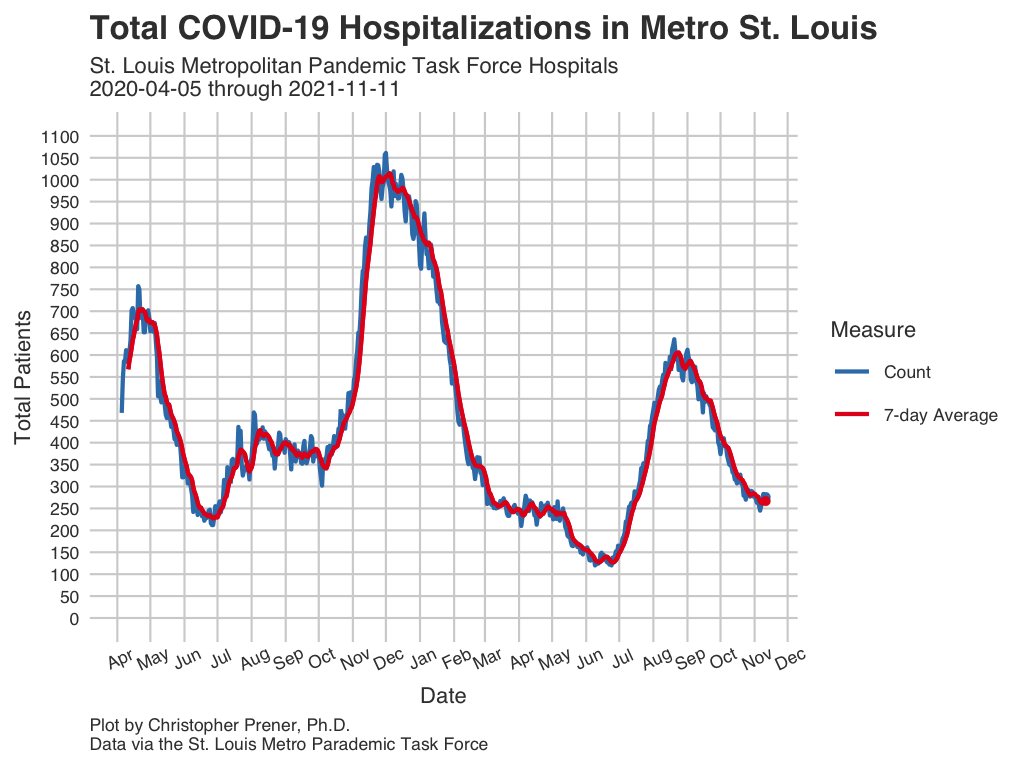 Total COVID-19 Hospitalizations in Metro St. Louis
St. Louis Metropolitan Pandemic Task Force Hospitals
2020-04-05 through 2021-11-11
1100
1050
1000
950
900
850
800
750
700
650
600
550
500
450
400
350
300
250
200
150
100
50
0
Total Patients
Apr May Jun Jul Aug Sep Oct Nov Dec Jan Feb Mar Apr May Jun Jul Aug Sep Oct Nov Dec
Date
Measure
Count
7-day Average
Plot by Christopher Prener, Ph.D.
Data via the St. Louis Metro Parademic Task Force